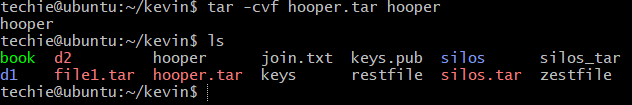 techie@ubuntu:~/kevin$ tar -cvf hooper.tar hooper
hooper
techie@ubuntu:~/kevin$ ls
book  d2         hooper      join.txt  keys.pub  silos      silos_tar
d1    file1.tar  hooper.tar  keys      restfile  silos.tar  zestfile
techie@ubuntu:~/kevin$